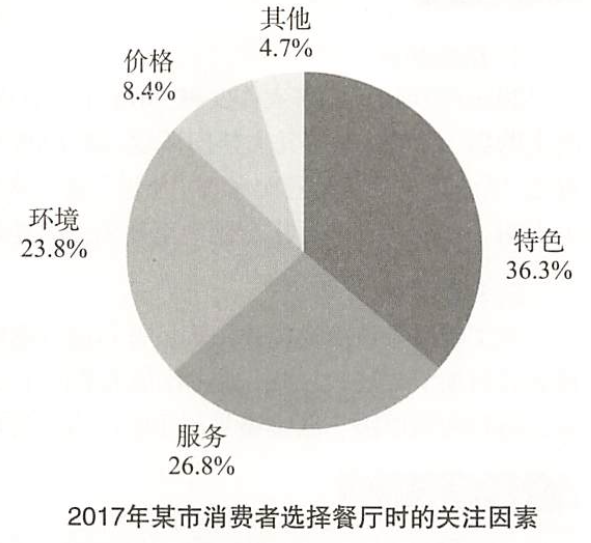 其他
4.7%
价格
8.4%
环境
23.8%
特色
36.3%
服务
26.8%
2017年某市消费者选择餐厅时的关注因素